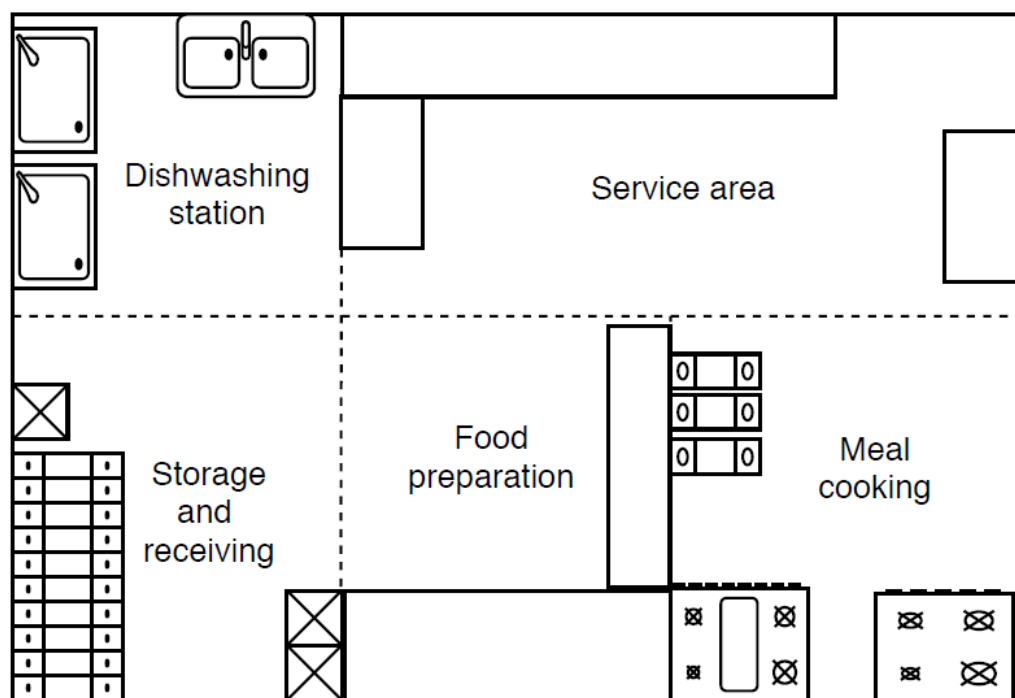 Dishwashing
station
Service area
Storage
and
receiving
Food
preparation
Meal
cooking